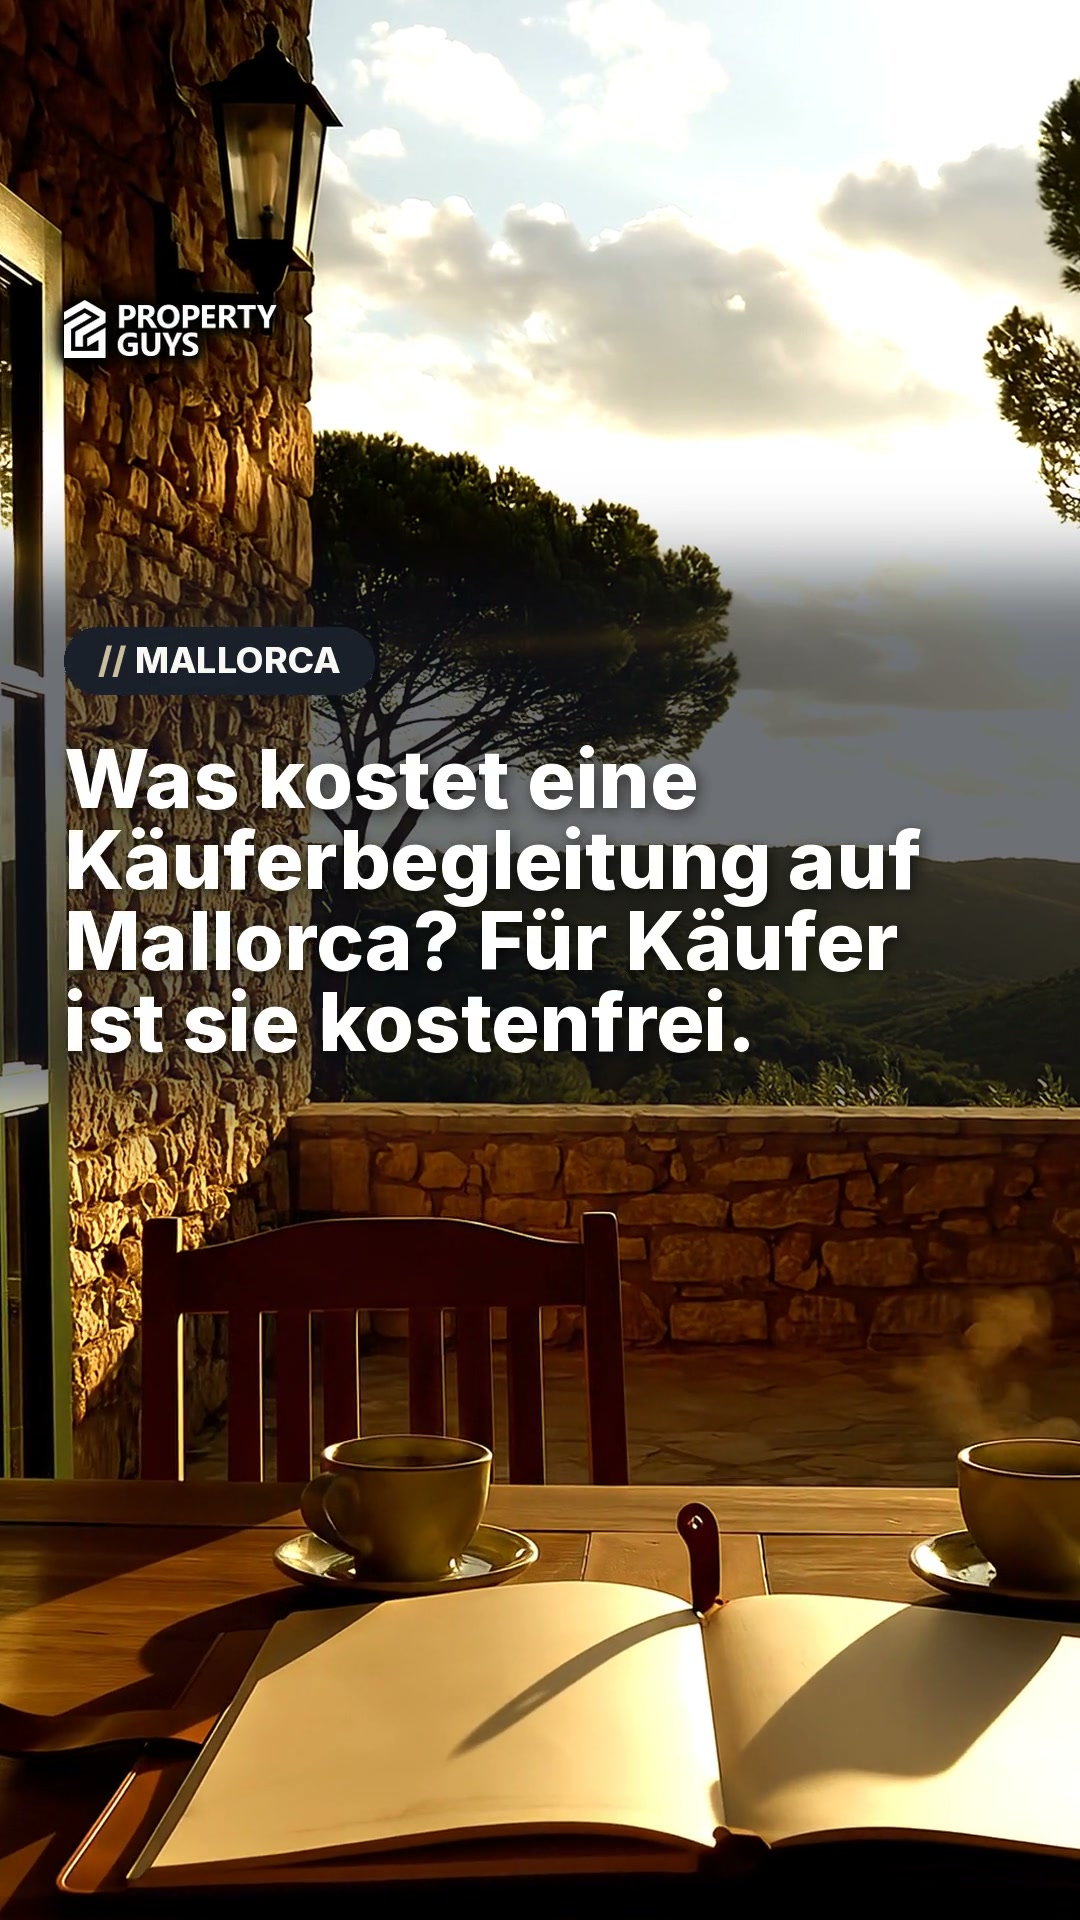 PROPERTY
GUYS
// MALLORCA
Was kostet eine
Käuferbegleitung auf
Mallorca? Für Käufer
ist sie kostenfrei.